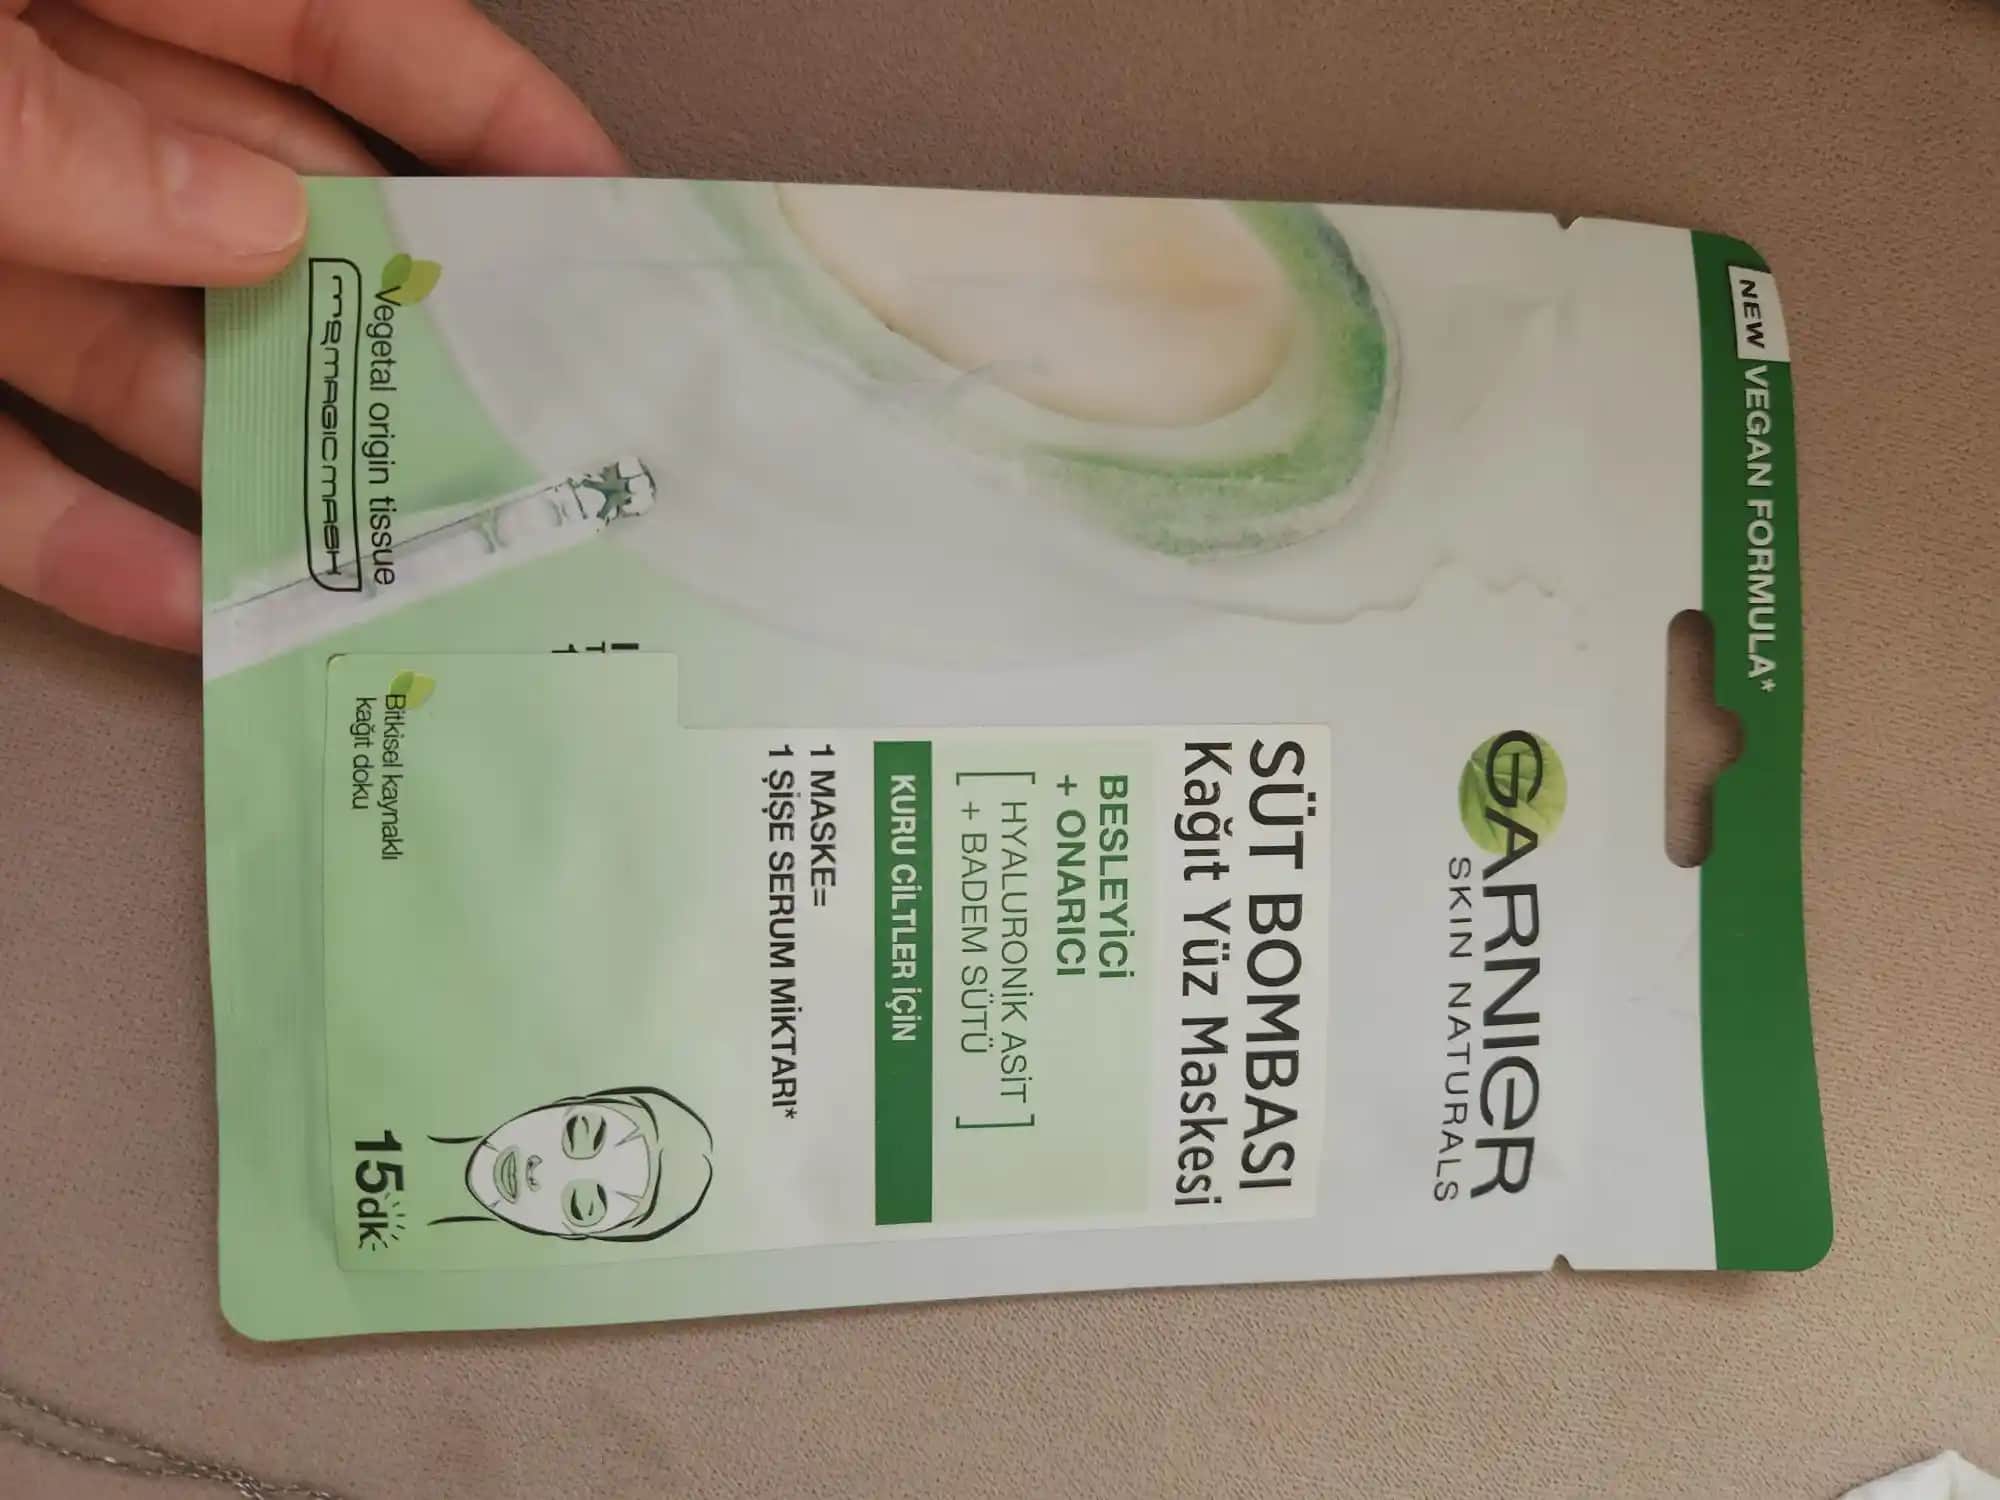 NEW VEGAN FORMULA*
GARNIER
SKIN NATURALS
SÜT BOMBASI
Kağıt Yüz Maskesi
BESLEYİCİ
+ ONARICI
[ HYALURONİK ASİT
+ BADEM SÜTÜ ]
KURU CİLTLER İÇİN
1 MASKE=
1 ŞİŞE SERUM MİKTARI*
Vegetal origin tissue
MAGICMASK
Bitkisel kaynaklı
kağıt doku
15dk